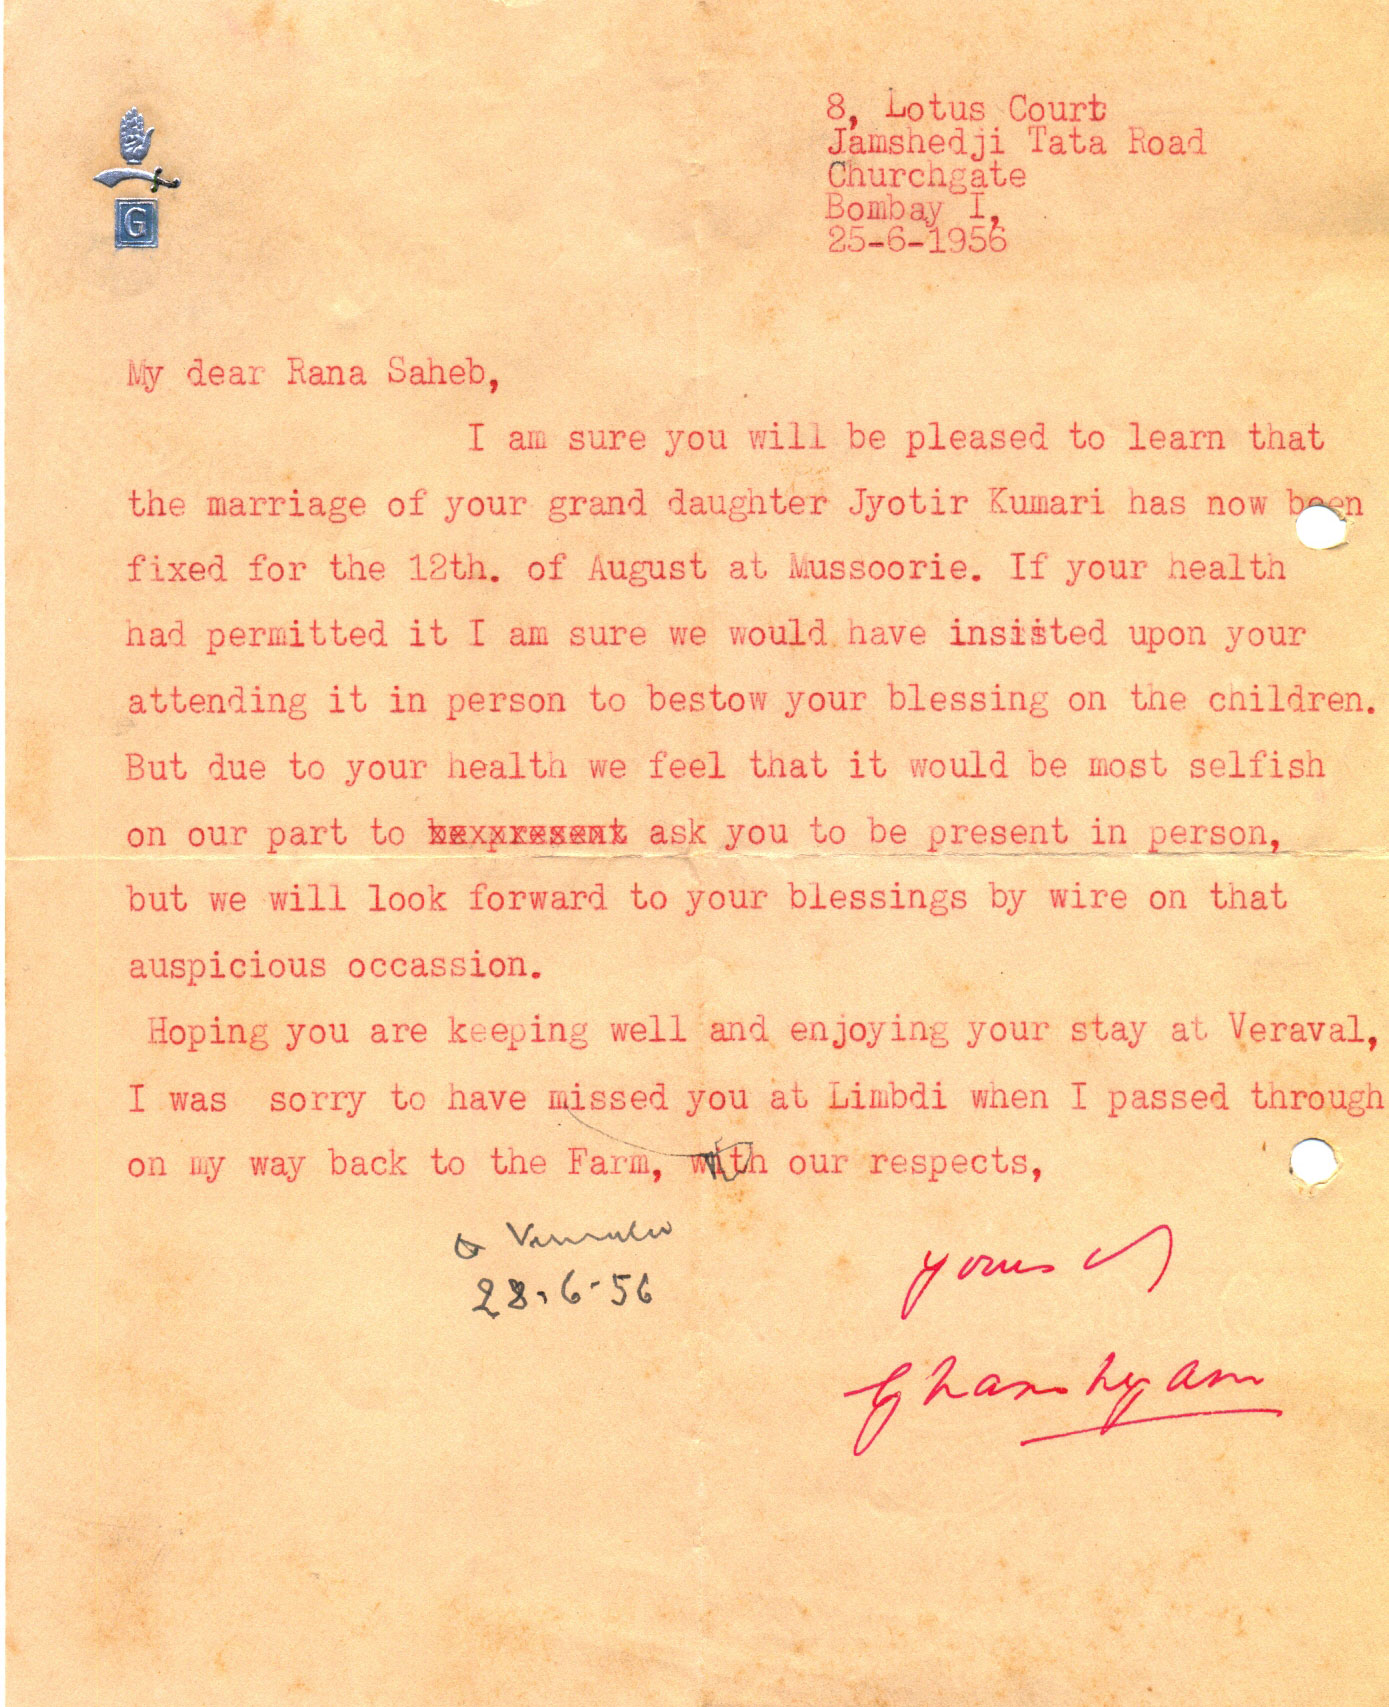 G
8, Lotus Court
Jamshedji Tata Road
Churchgate
Bombay I,
25-6-1956
My dear Rana Saheb,
I am sure you will be pleased to learn that
the marriage of your grand daughter Jyotir Kumari has now been
fixed for the 12th. of August at Mussoorie. If your health
had permitted it I am sure we would have insisted upon your
attending it in person to bestow your blessing on the children.
But due to your health we feel that it would be most selfish
on our part to ask you to be present in person,
but we will look forward to your blessings by wire on that
auspicious occassion.
Hoping you are keeping well and enjoying your stay at Veraval,
I was sorry to have missed you at Limbdi when I passed through
on my way back to the Farm, with our respects,
28.6-56
yours
Ghanshyam